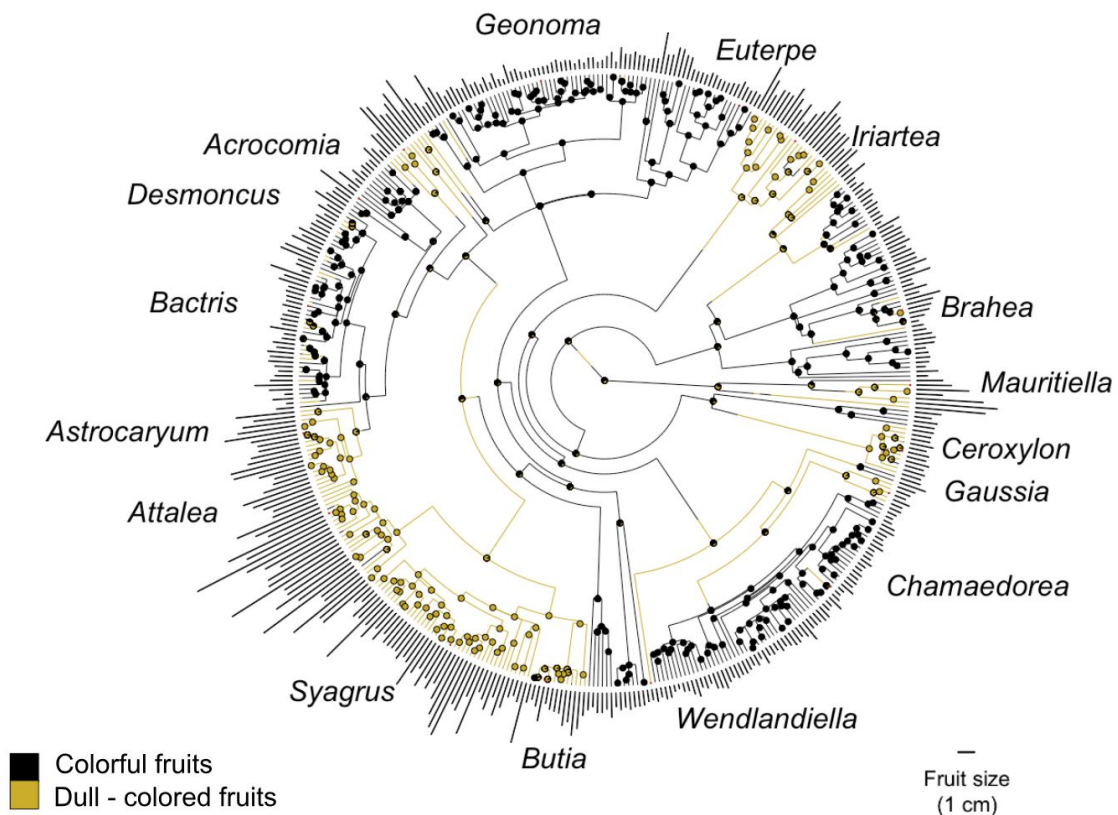 Geonoma
Euterpe
Acrocomia
Iriartea
Desmoncus
Bactris
Brahea
Mauritiella
Astrocaryum
Ceroxylon
Gaussia
Attalea
Chamaedorea
Syagrus
Wendlandiella
Butia
Colorful fruits
Dull - colored fruits
Fruit size
(1 cm)